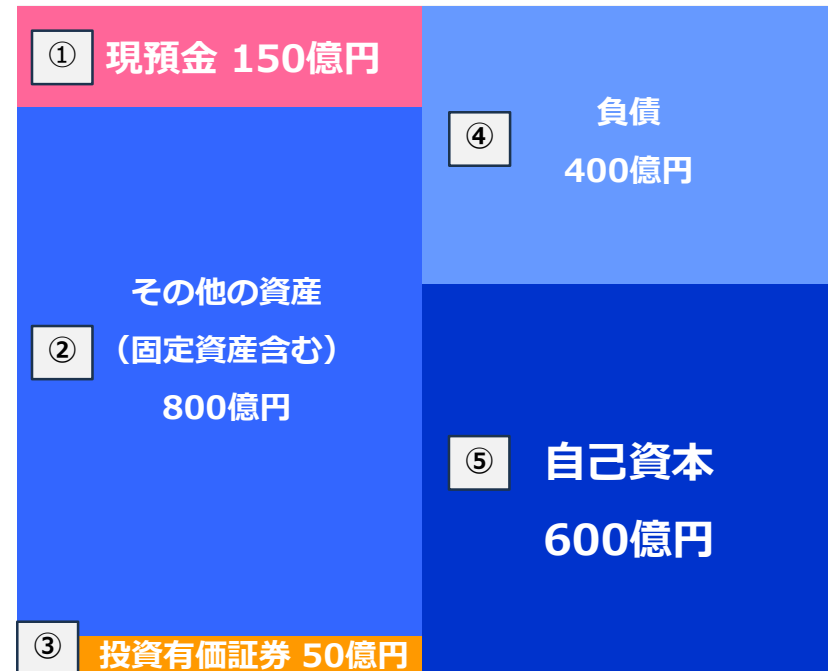 ① 現預金 150億円
② その他の資産
（固定資産含む）
800億円
③ 投資有価証券 50億円
④ 負債
400億円
⑤ 自己資本
600億円